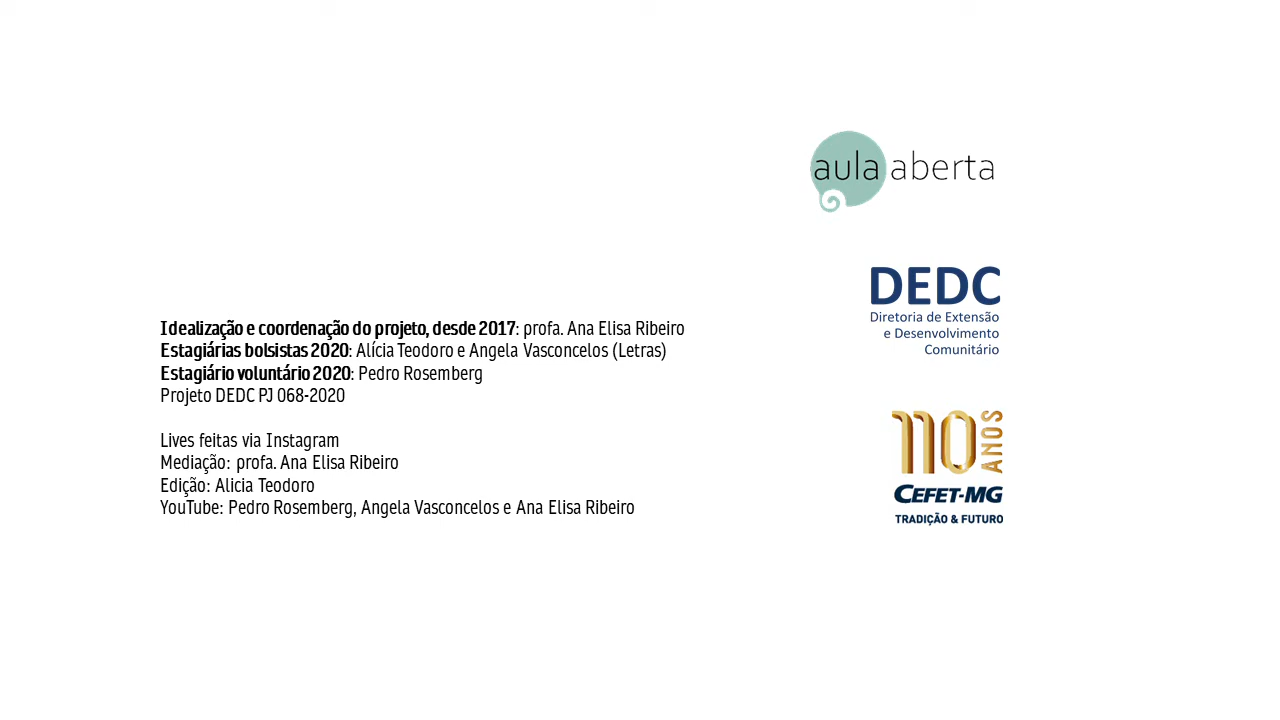 aula aberta
DEDC
Diretoria de Extensão
e Desenvolvimento
Comunitário
Idealização e coordenação do projeto, desde 2017: profa. Ana Elisa Ribeiro
Estagiárias bolsistas 2020: Alícia Teodoro e Angela Vasconcelos (Letras)
Estagiário voluntário 2020: Pedro Rosemberg
Projeto DEDC PJ 068-2020
Lives feitas via Instagram
Mediação: profa. Ana Elisa Ribeiro
Edição: Alicia Teodoro
YouTube: Pedro Rosemberg, Angela Vasconcelos e Ana Elisa Ribeiro
110 ANOS
CEFET-MG
TRADIÇÃO & FUTURO